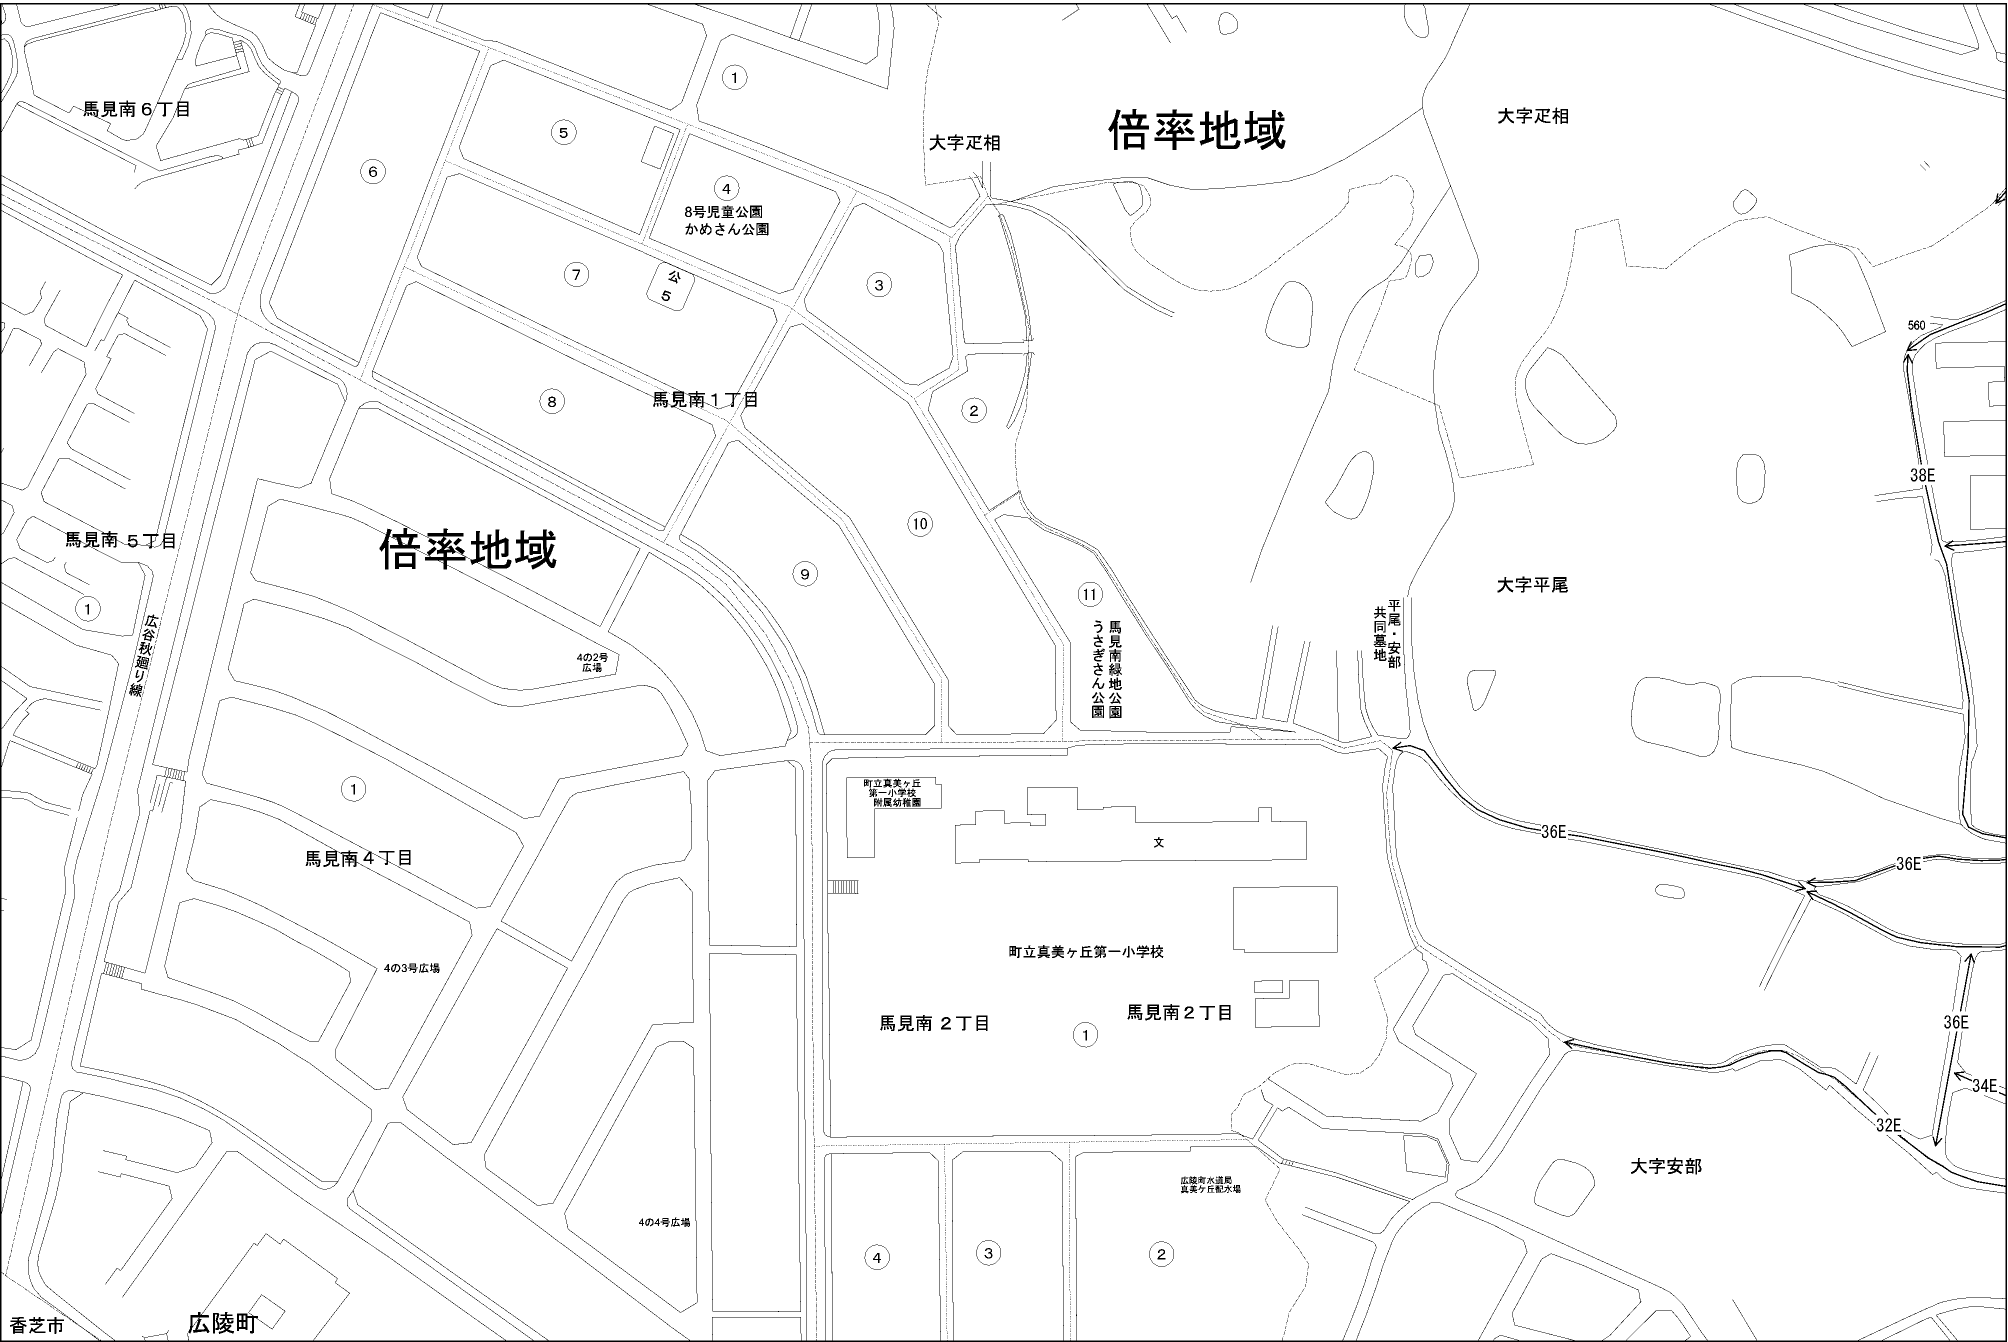 ①
馬見南６丁目
倍率地域
大字疋相
⑤
大字疋相
⑥
④
8号児童公園
かめさん公園
⑦
公
5
③
560
馬見南１丁目
⑧
②
38E
⑩
馬見南５丁目
倍率地域
⑨
大字平尾
①
⑪
馬見南緑地公園
うさぎさん公園
平尾・安部
共同墓地
広谷秋廻り線
4の2号
広場
①
町立真美ヶ丘
第一小学校
附属幼稚園
文
36E
馬見南４丁目
36E
4の3号広場
町立真美ヶ丘第一小学校
馬見南２丁目
馬見南２丁目
①
36E
34E
32E
大字安部
広陵町水道局
真美ケ丘配水場
4の4号広場
④
③
②
香芝市
広陵町